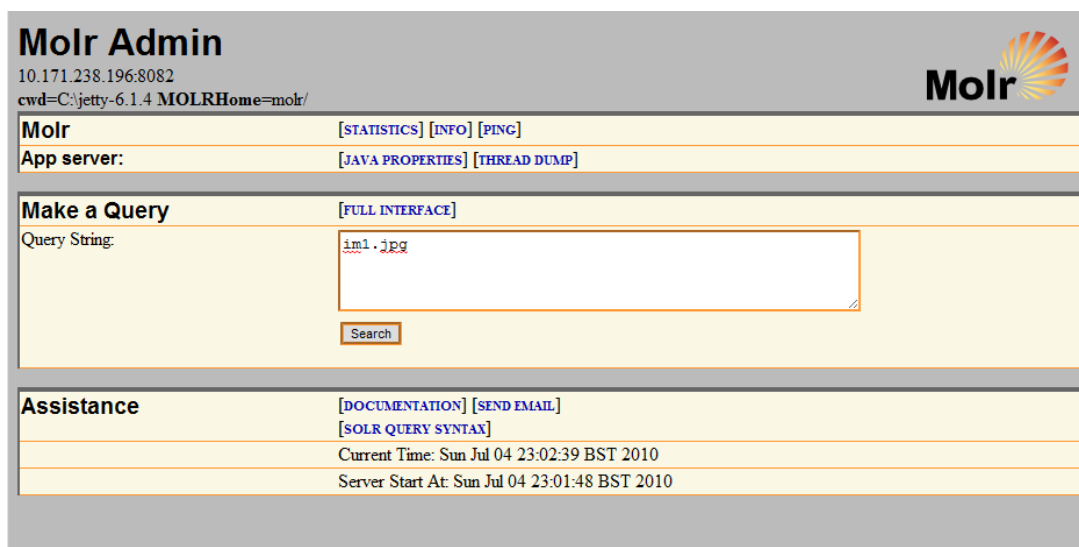 Molr Admin
10.171.238.196:8082
cwd=C:\jetty-6.1.4 MOLRHome=molr/
Molr
Molr [STATISTICS] [INFO] [PING]
App server: [JAVA PROPERTIES] [THREAD DUMP]
Make a Query [FULL INTERFACE]
Query String: im1.jpg
Search
Assistance [DOCUMENTATION] [SEND EMAIL]
[SOLR QUERY SYNTAX]
Current Time: Sun Jul 04 23:02:39 BST 2010
Server Start At: Sun Jul 04 23:01:48 BST 2010